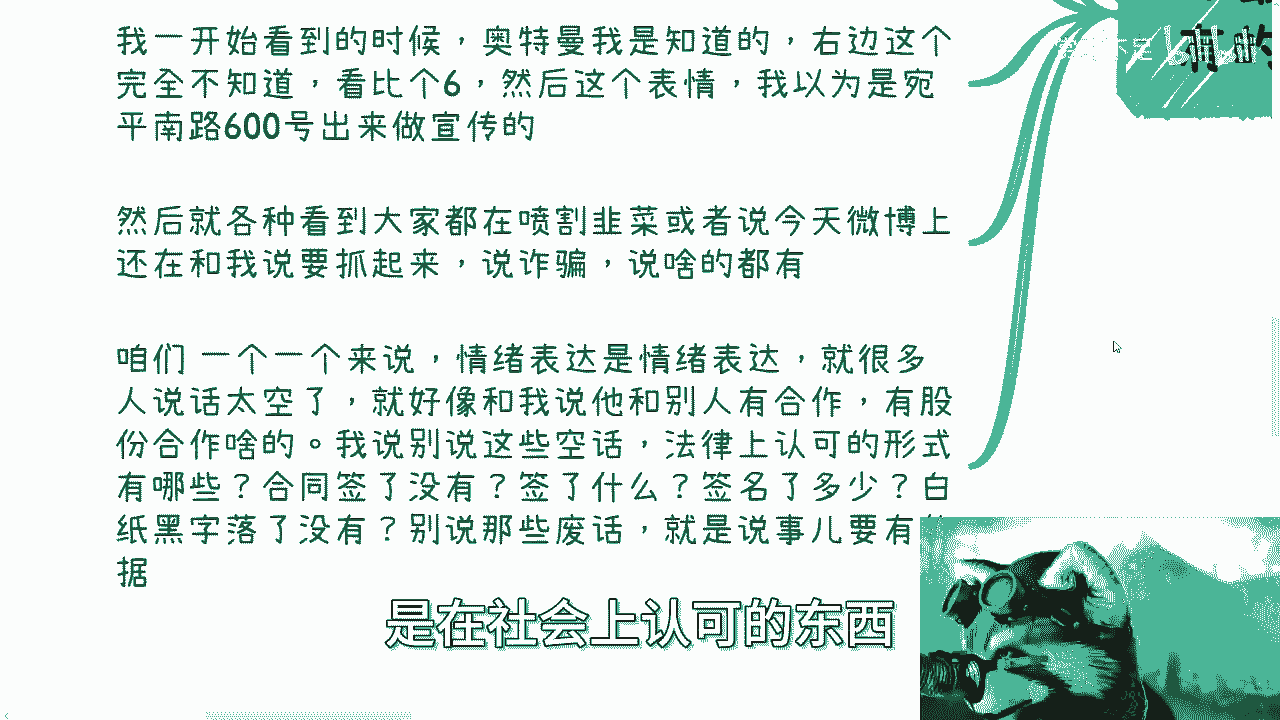 我一开始看到的时候，奥特曼我是知道的，右边这个
完全不知道，看比个6，然后这个表情，我以为是宛
平南路600号出来做宣传的
然后就各种看到大家都在喷割韭菜或者说今天微博上
还在和我说要抓起来，说诈骗，说啥的都有
咱们 一个一个来说，情绪表达是情绪表达，就很多
人说话太空了，就好像和我说他和别人有合作，有股
份合作啥的。我说别说这些空话，法律上认可的形式
有哪些？合同签了没有？签了什么？签名了多少？白
纸黑字落了没有？别说那些废话，就是说事儿要有
据
是在社会上认可的东西